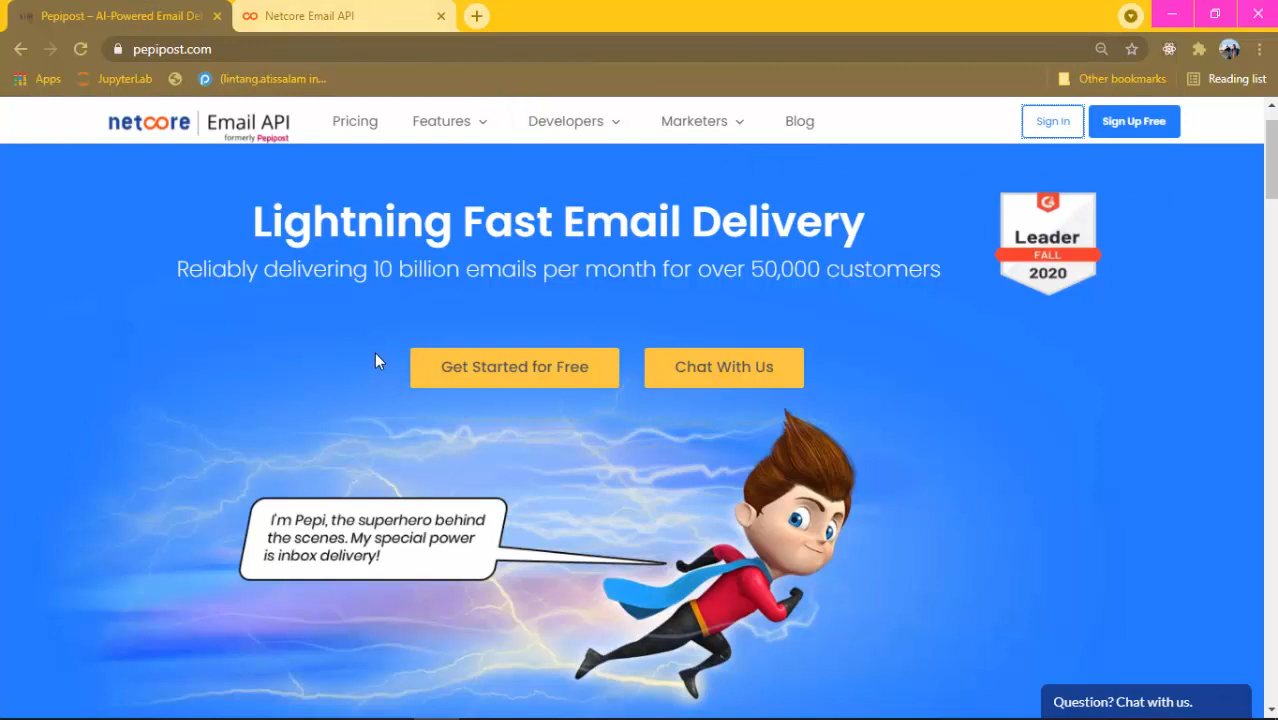 Pepipost – AI-Powered Email Del
Netcore Email API
pepipost.com
Apps
JupyterLab
(lintang.atissalam in...
Other bookmarks
Reading list
netcore
Email API
formerly Pepipost
Pricing
Features
Developers
Marketers
Blog
Sign In
Sign Up Free
Lightning Fast Email Delivery
Reliably delivering 10 billion emails per month for over 50,000 customers
Leader
FALL
2020
Get Started for Free
Chat With Us
I'm Pepi, the superhero behind
the scenes. My special power
is inbox delivery!
Question? Chat with us.